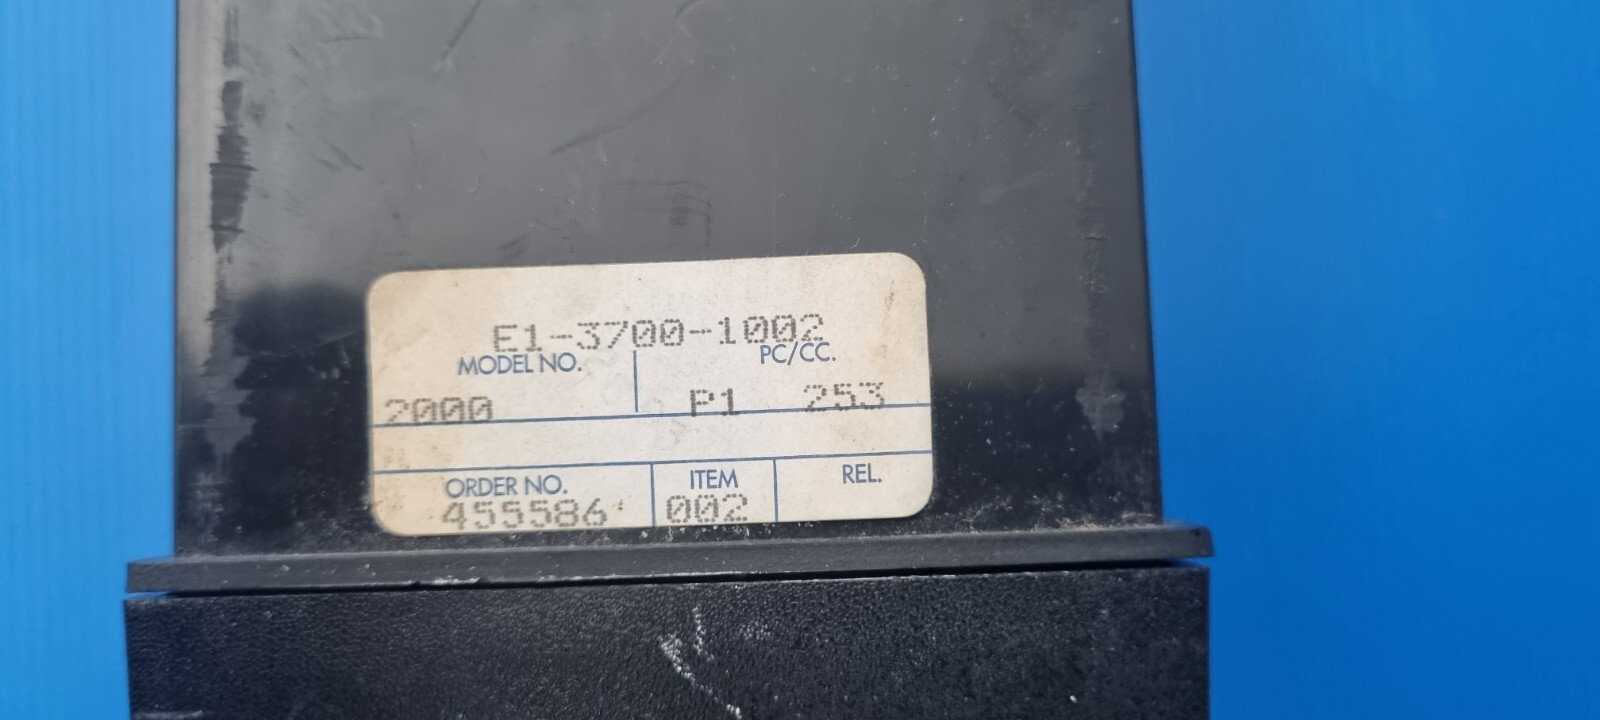 E1-3700-1002
MODEL NO. PC/CC.
2000 P1 253
ORDER NO. ITEM REL.
455586 002